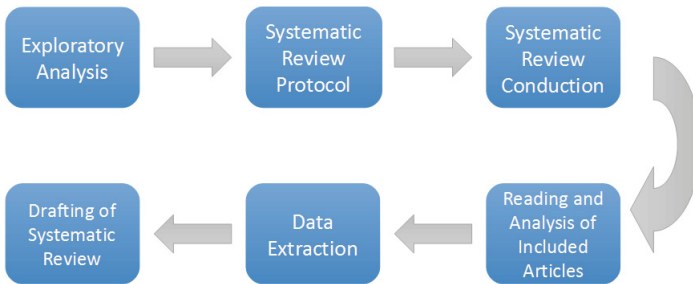 Exploratory
Analysis
Systematic
Review
Protocol
Systematic
Review
Conduction
Reading and
Analysis of
Included
Articles
Data
Extraction
Drafting of
Systematic
Review